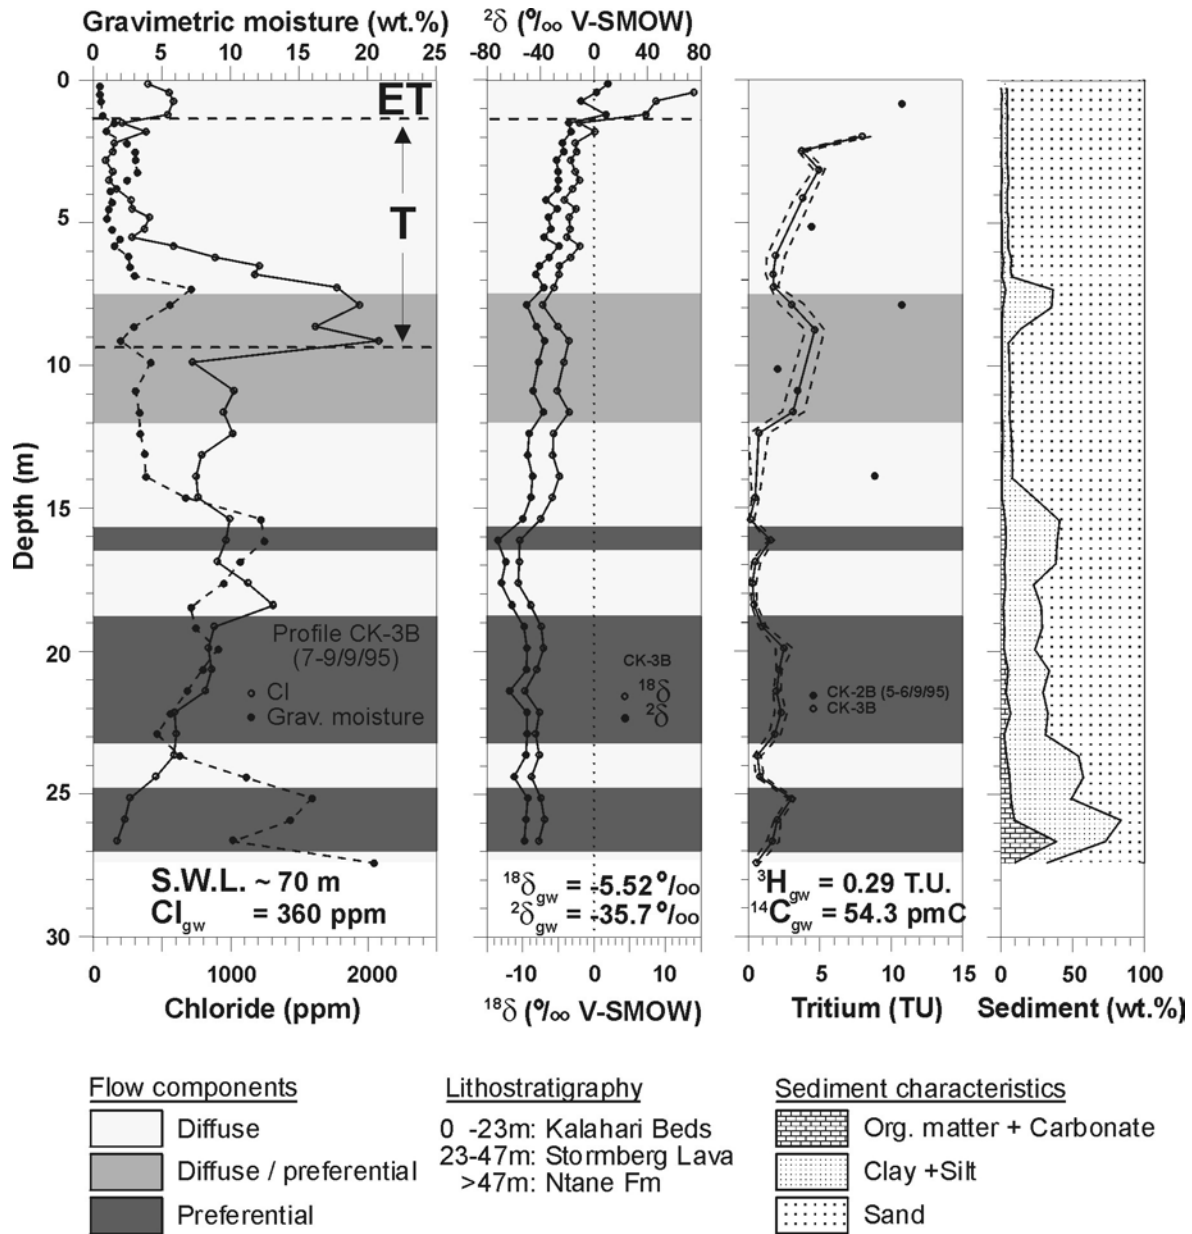 Gravimetric moisture (wt.%)
0 5 10 15 20 25
²δ (‰ V-SMOW)
-80 -40 0 40 80
0
5
10
15
20
25
30
Depth (m)
ET
T
Profile CK-3B
(7-9/9/95)
Cl
Grav. moisture
S.W.L. ~ 70 m
Cl_gw = 360 ppm
0 1000 2000
Chloride (ppm)
CK-3B
¹⁸δ
²δ
¹⁸δ_gw = -5.52 ‰
²δ_gw = -35.7 ‰
-10 0
¹⁸δ (‰ V-SMOW)
CK-2B (5-6/9/95)
CK-3B
³H_gw = 0.29 T.U.
¹⁴C_gw = 54.3 pmC
0 5 10 15
Tritium (TU)
0 50 100
Sediment (wt.%)
Flow components
Diffuse
Diffuse / preferential
Preferential
Lithostratigraphy
0 -23m: Kalahari Beds
23-47m: Stormberg Lava
>47m: Ntane Fm
Sediment characteristics
Org. matter + Carbonate
Clay +Silt
Sand